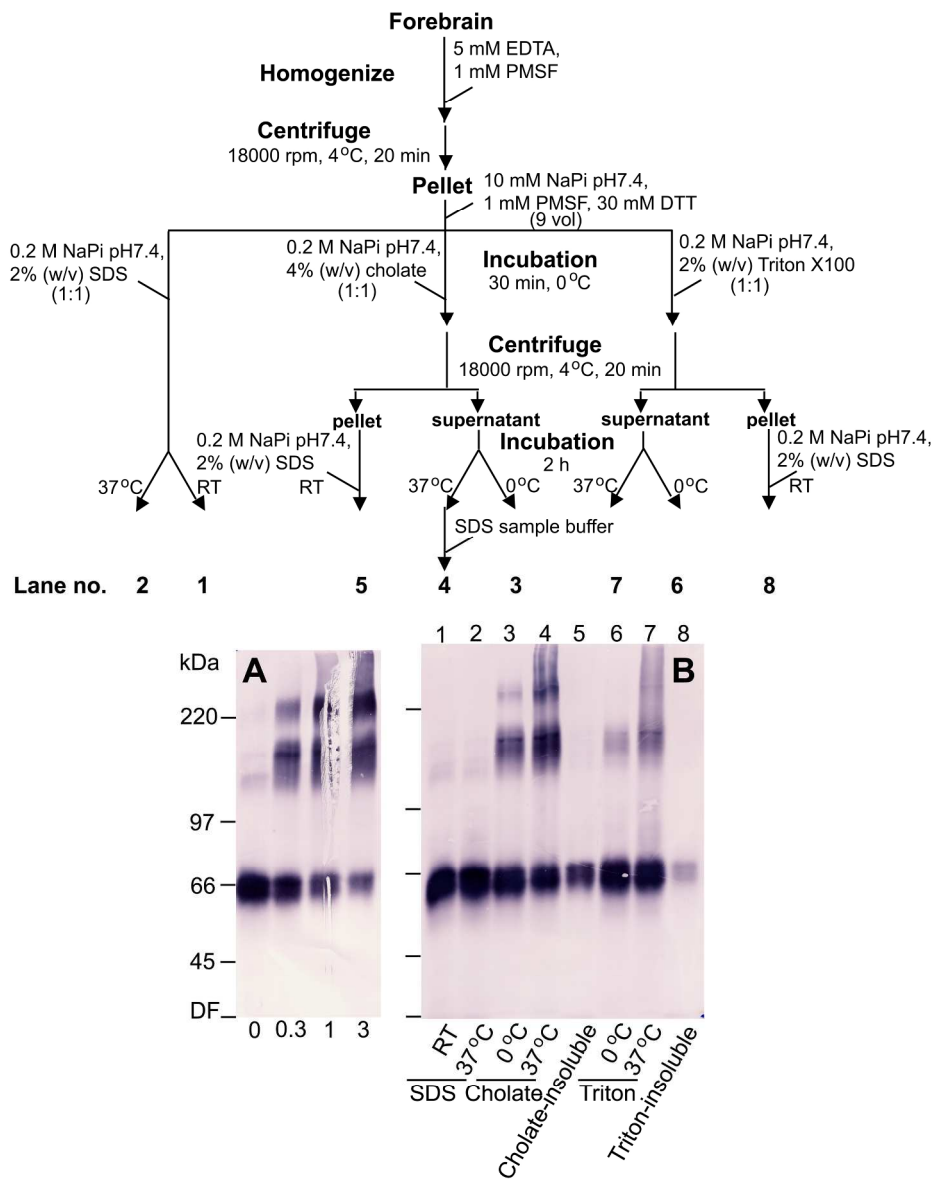 Forebrain
5 mM EDTA,
1 mM PMSF
Homogenize
Centrifuge
18000 rpm, 4°C, 20 min
Pellet
10 mM NaPi pH7.4,
1 mM PMSF, 30 mM DTT
(9 vol)
0.2 M NaPi pH7.4,
2% (w/v) SDS
(1:1)
0.2 M NaPi pH7.4,
4% (w/v) cholate
(1:1)
Incubation
30 min, 0°C
0.2 M NaPi pH7.4,
2% (w/v) Triton X100
(1:1)
Centrifuge
18000 rpm, 4°C, 20 min
pellet supernatant supernatant pellet
0.2 M NaPi pH7.4,
2% (w/v) SDS
RT
Incubation
2 h
0.2 M NaPi pH7.4,
2% (w/v) SDS
RT
37°C RT 37°C 0°C 37°C 0°C
SDS sample buffer
Lane no. 2 1 5 4 3 7 6 8
1 2 3 4 5 6 7 8
kDa A B
220
97
66
45
DF
0 0.3 1 3
RT 37°C 0°C 37°C Cholate-insoluble 0°C 37°C Triton-insoluble
SDS Cholate Triton